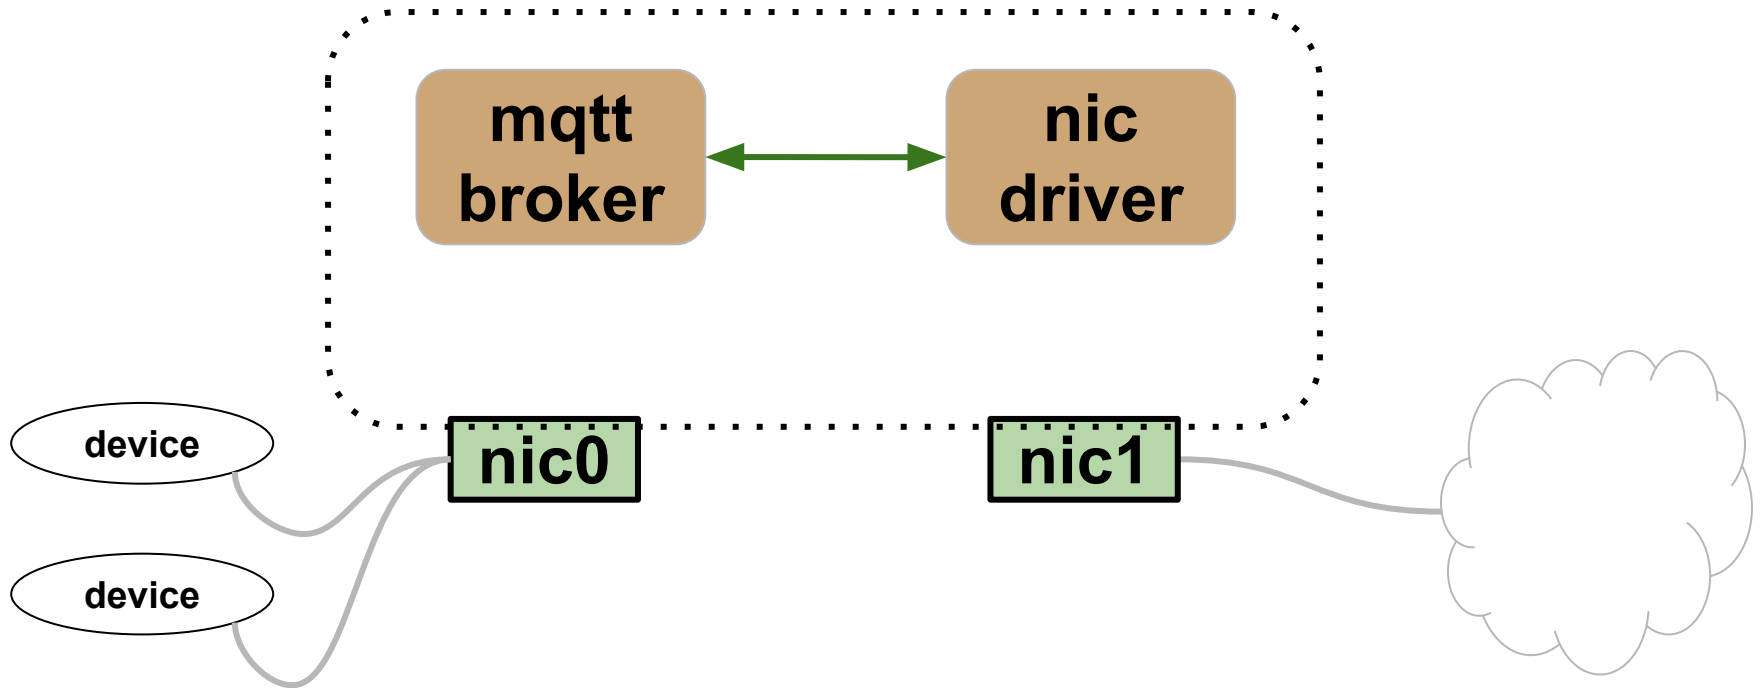 mqtt
broker
nic
driver
device
nic0
nic1
device